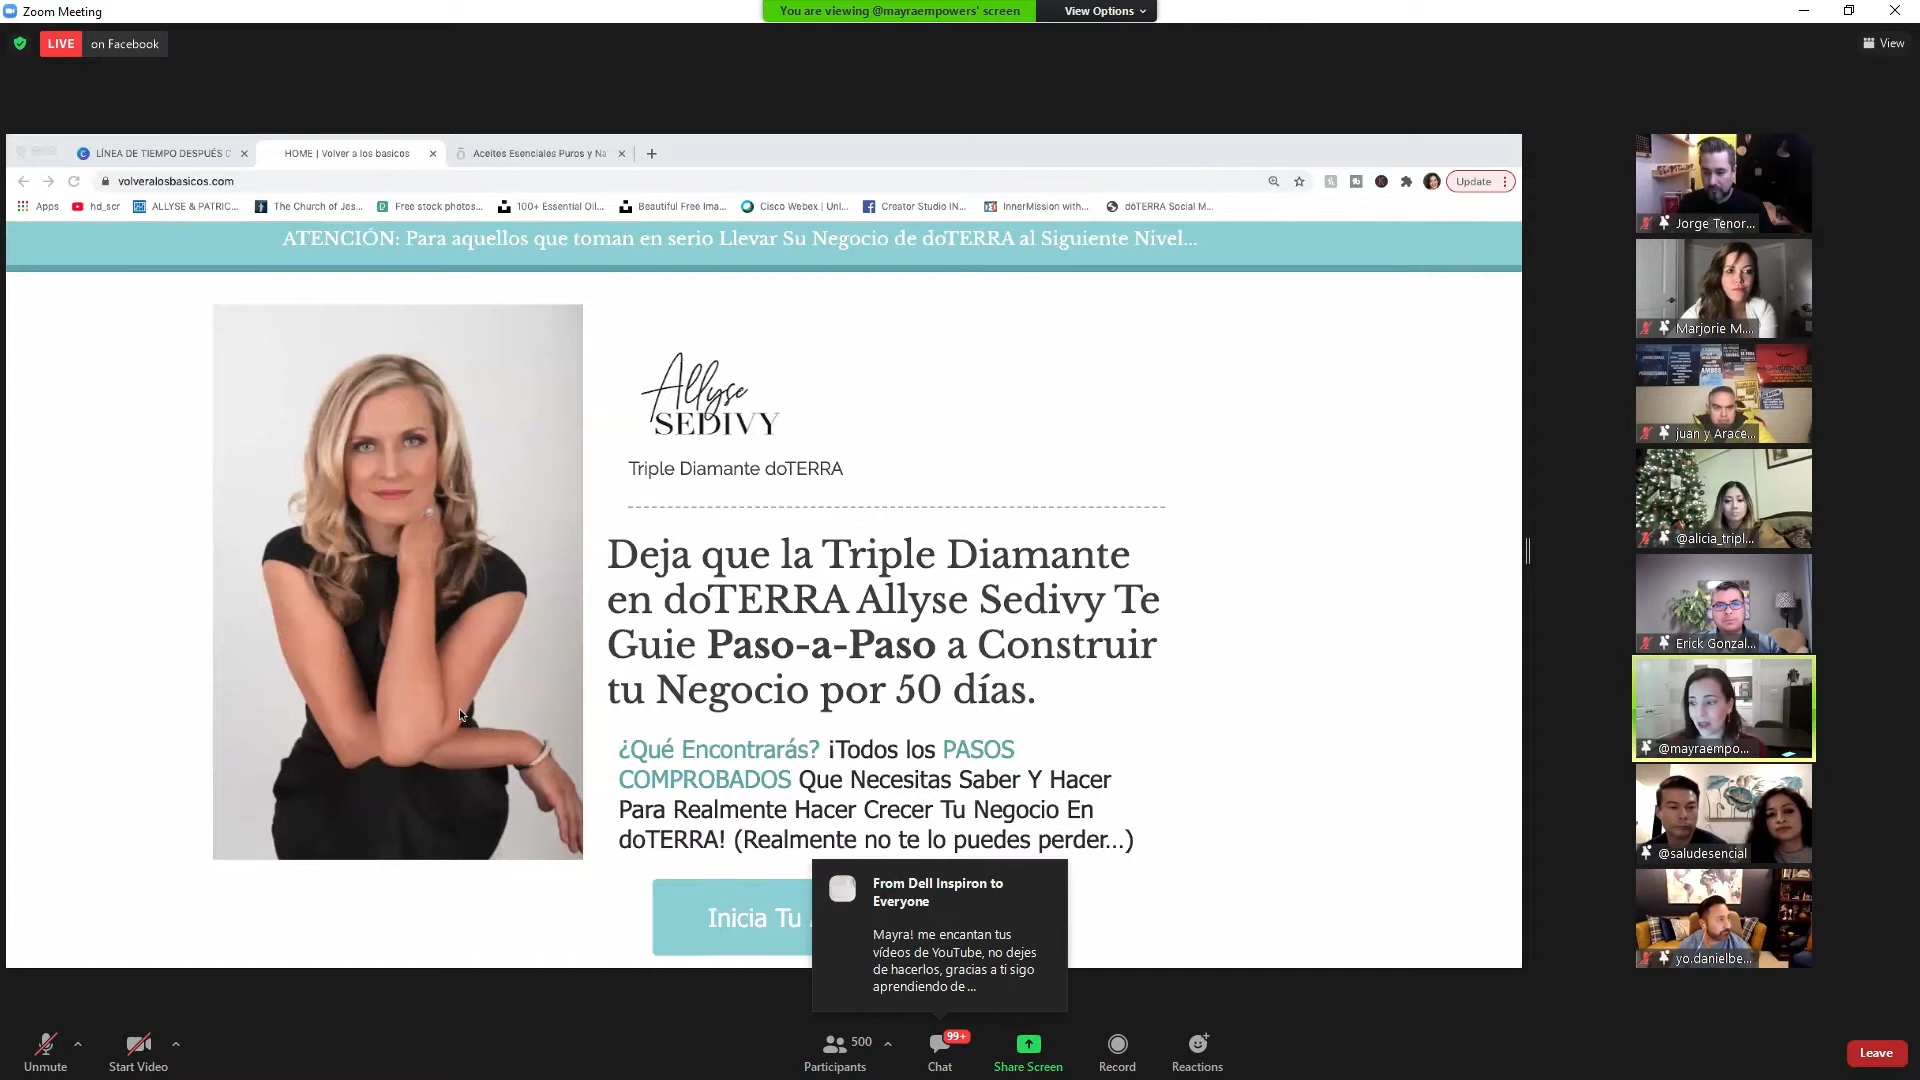 Zoom Meeting
You are viewing @mayraempowers' screen
View Options
LIVE
on Facebook
View
LÍNEA DE TIEMPO DESPUÉS
HOME | Volver a los basicos
Aceites Esenciales Puros y Na
volveralosbasicos.com
Update
Apps
hd_scr
ALLYSE & PATRIC...
The Church of Jes...
Free stock photos...
100+ Essential Oil...
Beautiful Free Ima...
Cisco Webex | Uni...
Creator Studio IN...
InnerMission with...
dōTERRA Social M...
ATENCIÓN: Para aquellos que toman en serio Llevar Su Negocio de doTERRA al Siguiente Nivel...
Allyse
SEDIVY
Triple Diamante doTERRA
Deja que la Triple Diamante
en doTERRA Allyse Sedivy Te
Guie Paso-a-Paso a Construir
tu Negocio por 50 días.
¿Qué Encontrarás? ¡Todos los PASOS
COMPROBADOS Que Necesitas Saber Y Hacer
Para Realmente Hacer Crecer Tu Negocio En
doTERRA! (Realmente no te lo puedes perder...)
Inicia Tu
From Dell Inspiron to
Everyone
Mayra! me encantan tus
vídeos de YouTube, no dejes
de hacerlos, gracias a ti sigo
aprendiendo de ...
Jorge Tenor...
Marjorie M....
juan y Arace...
@alicia_tripl...
Erick Gonzal...
@mayraempo...
@saludesencial
yo.danielbe...
Unmute
Start Video
500
Participants
99+
Chat
Share Screen
Record
Reactions
Leave